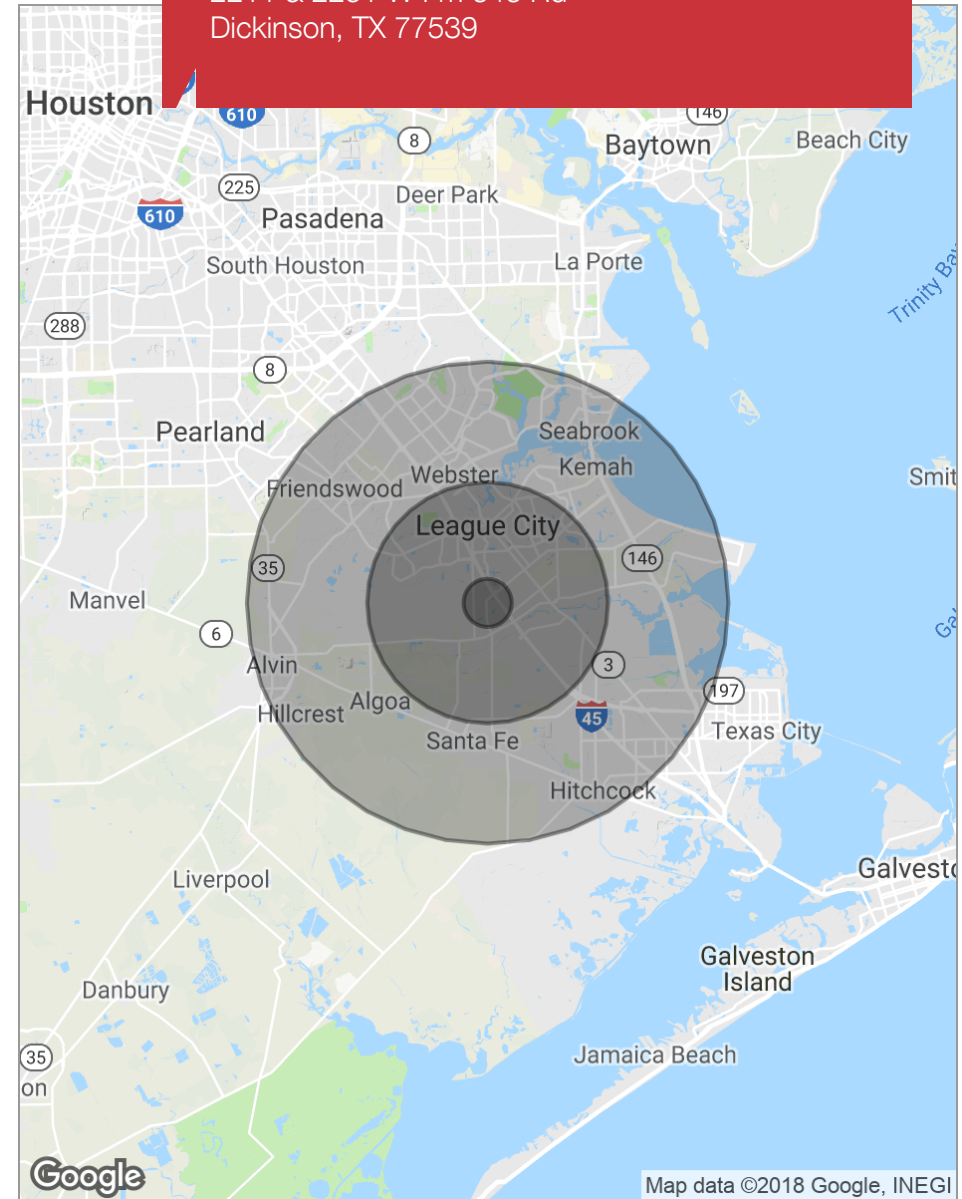 Dickinson, TX 77539
Houston
610
8
146
Baytown
Beach City
225
Deer Park
610
Pasadena
South Houston
La Porte
Trinity
288
8
Pearland
Seabrook
Kemah
Webster
Friendswood
League City
35
146
Manvel
6
Alvin
3
Algoa
197
Hillcrest
45
Santa Fe
Texas City
Hitchcock
Liverpool
Galveston
Island
Danbury
Jamaica Beach
35
on
Google
Map data ©2018 Google, INEGI